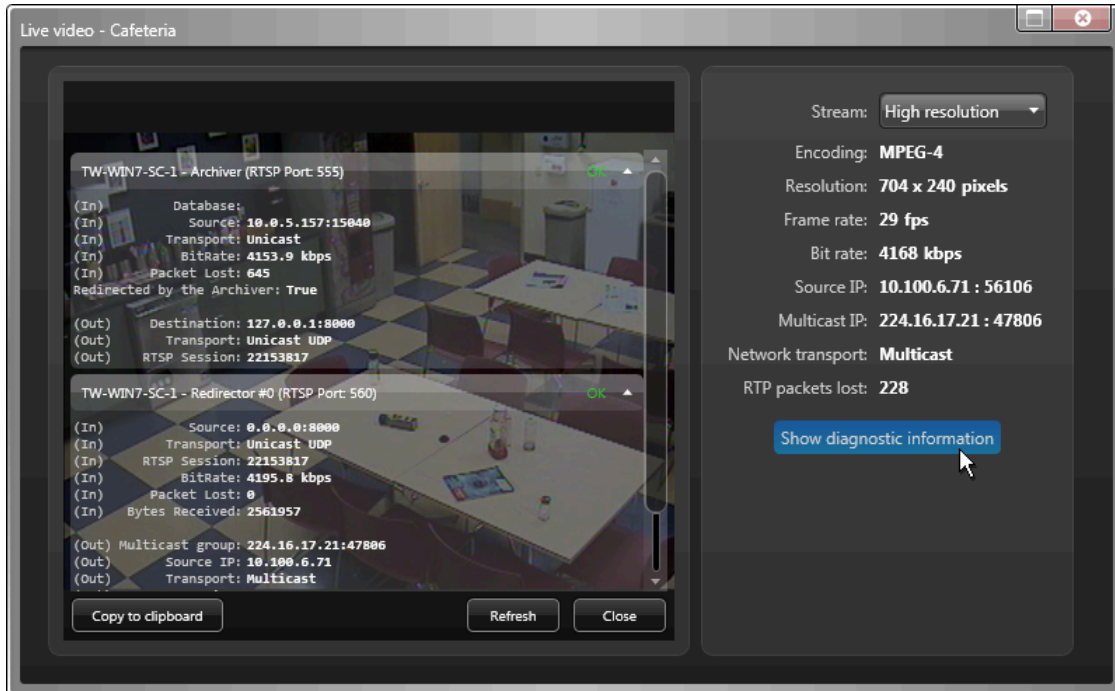 Live video - Cafeteria
TW-WIN7-SC-1 - Archiver (RTSP Port: 555) OK
(In) Database:
(In) Source: 10.0.5.157:15040
(In) Transport: Unicast
(In) BitRate: 4153.9 kbps
(In) Packet Lost: 645
Redirected by the Archiver: True
(Out) Destination: 127.0.0.1:8000
(Out) Transport: Unicast UDP
(Out) RTSP Session: 22153817
TW-WIN7-SC-1 - Redirector #0 (RTSP Port: 560) OK
(In) Source: 0.0.0.0:8000
(In) Transport: Unicast UDP
(In) RTSP Session: 22153817
(In) BitRate: 4195.8 kbps
(In) Packet Lost: 0
(In) Bytes Received: 2561957
(Out) Multicast group: 224.16.17.21:47806
(Out) Source IP: 10.100.6.71
(Out) Transport: Multicast
Copy to clipboard
Refresh
Close
Stream: High resolution
Encoding: MPEG-4
Resolution: 704 x 240 pixels
Frame rate: 29 fps
Bit rate: 4168 kbps
Source IP: 10.100.6.71 : 56106
Multicast IP: 224.16.17.21 : 47806
Network transport: Multicast
RTP packets lost: 228
Show diagnostic information